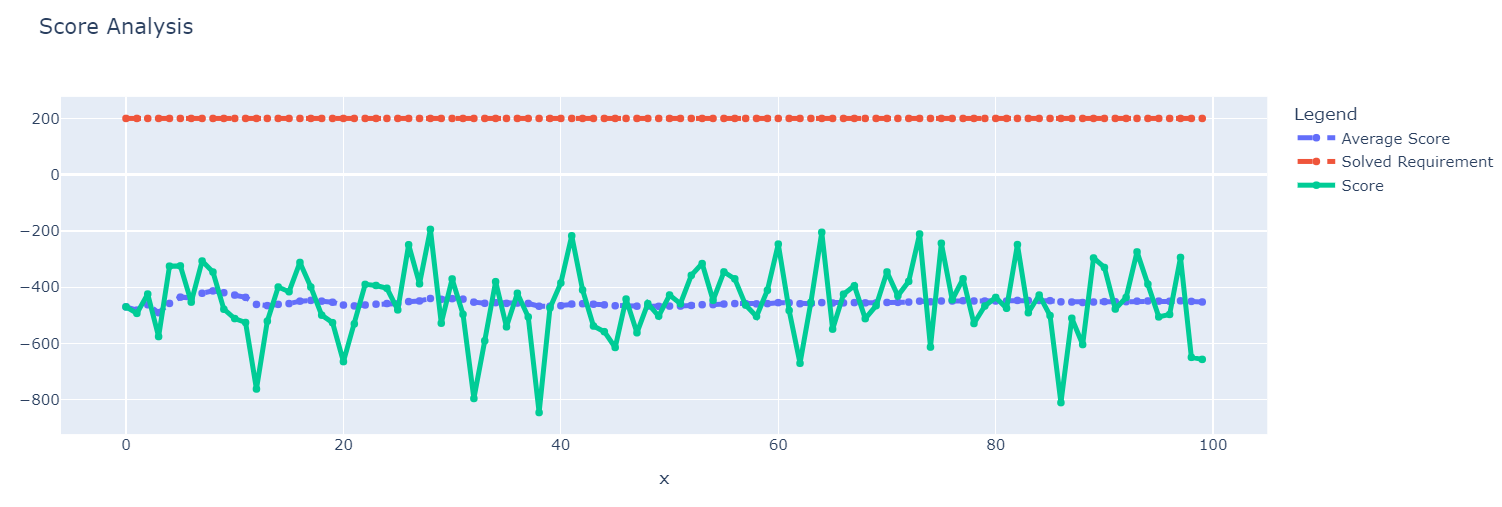 Score Analysis
Legend
Average Score
Solved Requirement
Score
200
0
−200
−400
−600
−800
0 20 40 60 80 100
x